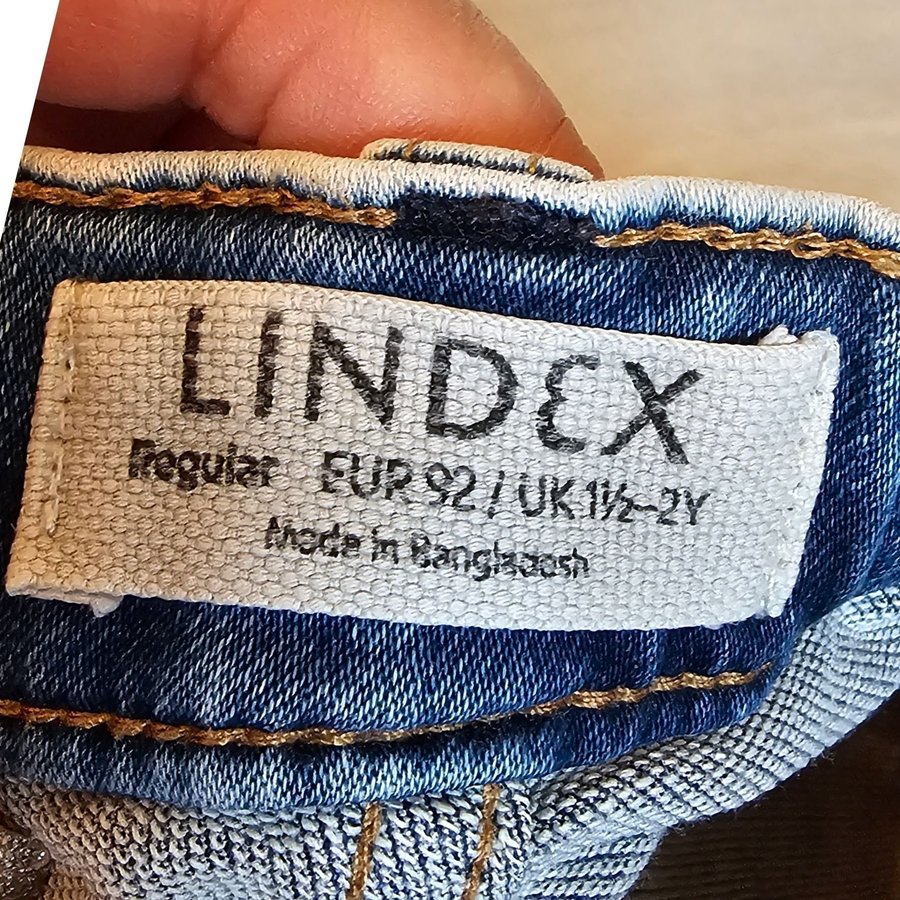 LINDEX
Regular EUR 92 / UK 1½-2Y
Made in Bangladesh